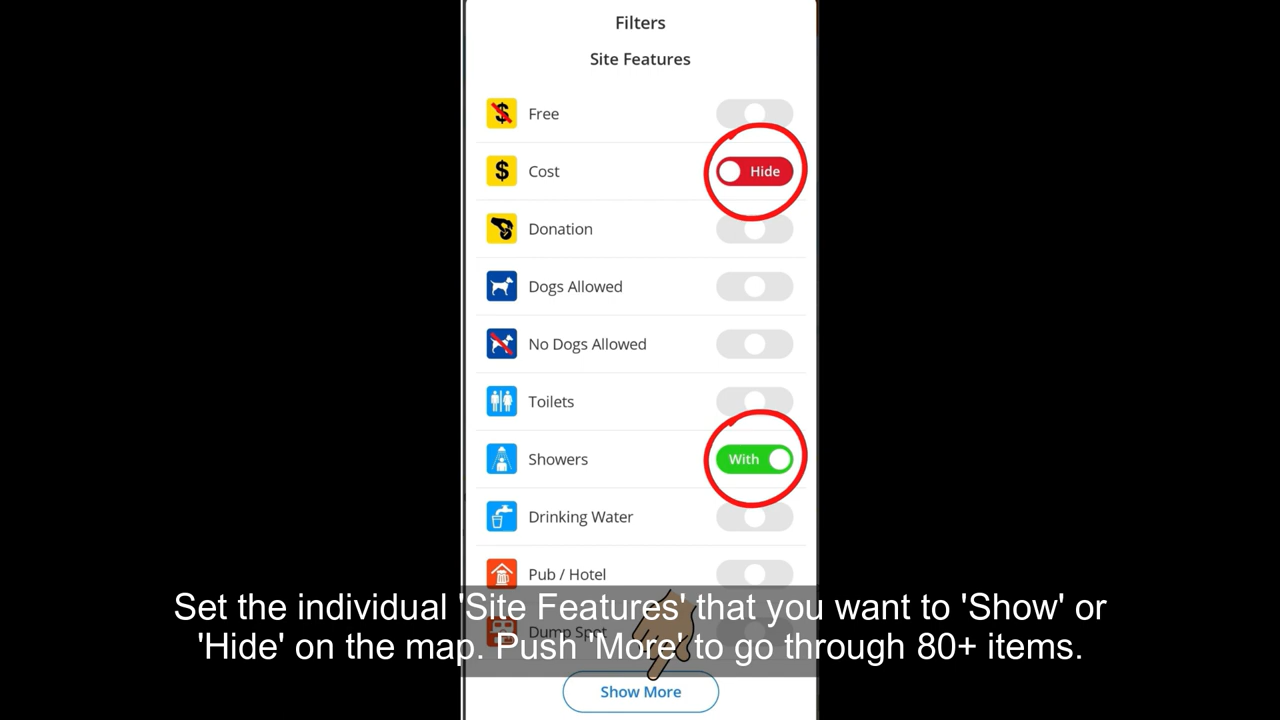 Filters
Site Features
Free
Cost
Hide
Donation
Dogs Allowed
No Dogs Allowed
Toilets
Showers
With
Drinking Water
Pub / Hotel
Dump Spot
Set the individual 'Site Features' that you want to 'Show' or
'Hide' on the map. Push 'More' to go through 80+ items.
Show More